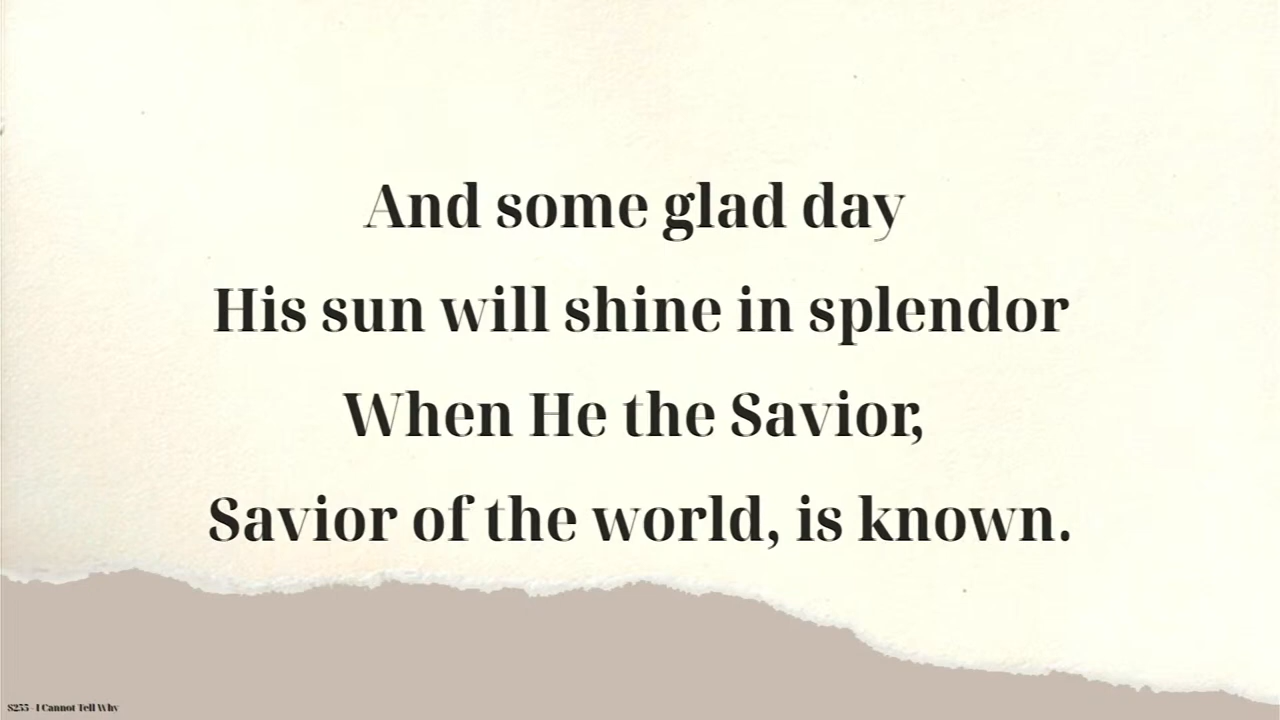 And some glad day
His sun will shine in splendor
When He the Savior,
Savior of the world, is known.
S255 - I Cannot Tell Why